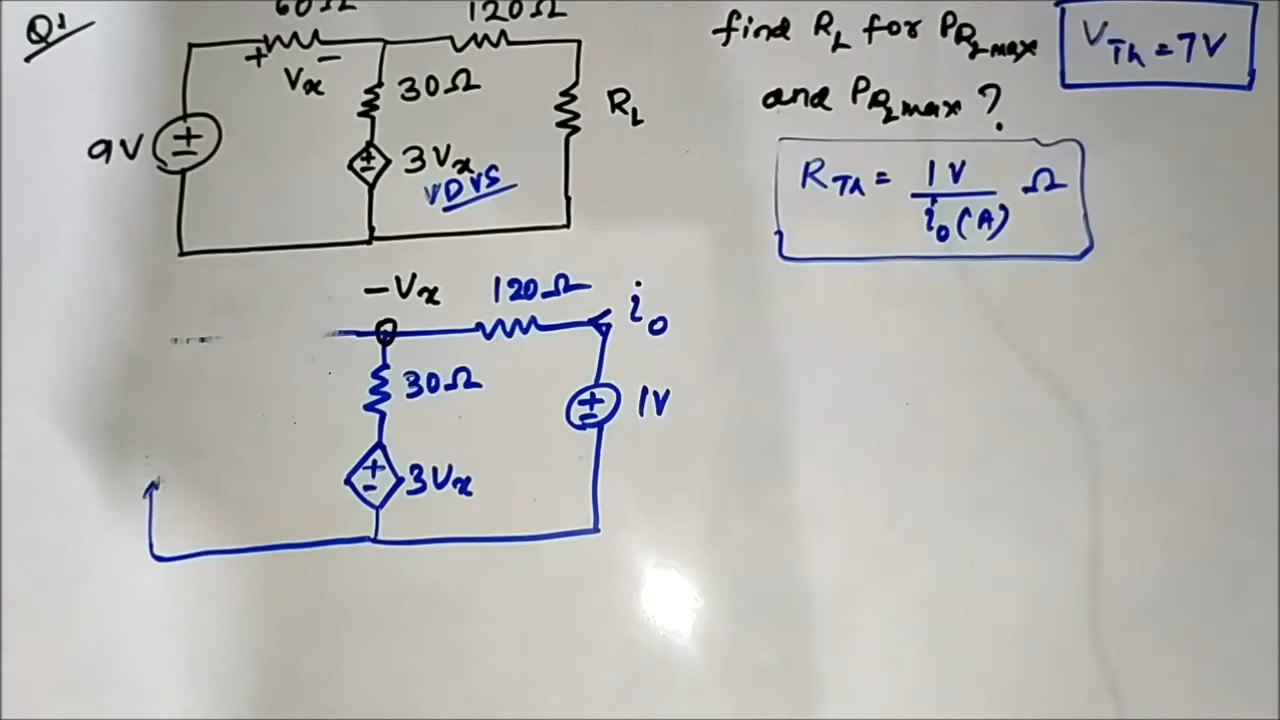 Q1
60Ω 120Ω
+ Vx -
30Ω
RL
9V
+
-
+
-
3Vx
VDVS
find RL for PRLmax
and PRLmax?
VTh = 7V
RTh = 1V / i0(A) Ω
-Vx 120Ω i0
30Ω
+
-
1V
+
-
3Vx